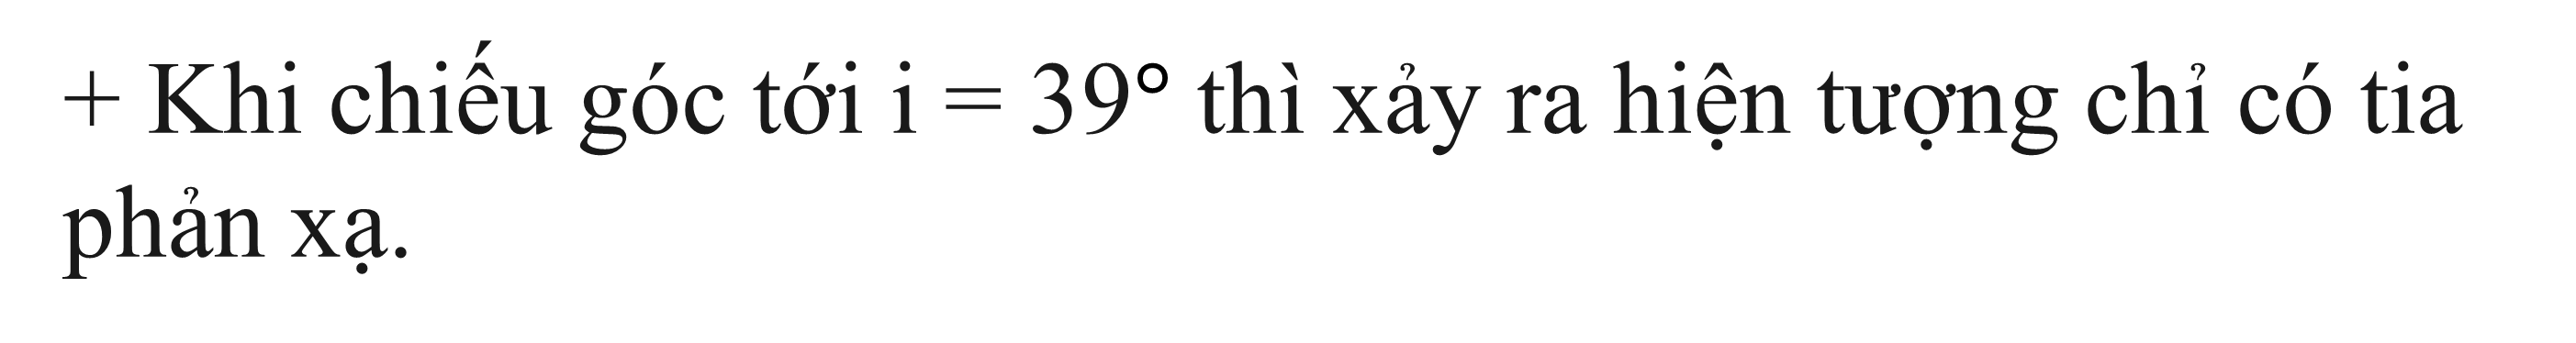 + Khi chiếu góc tới i = 39° thì xảy ra hiện tượng chỉ có tia
phản xạ.